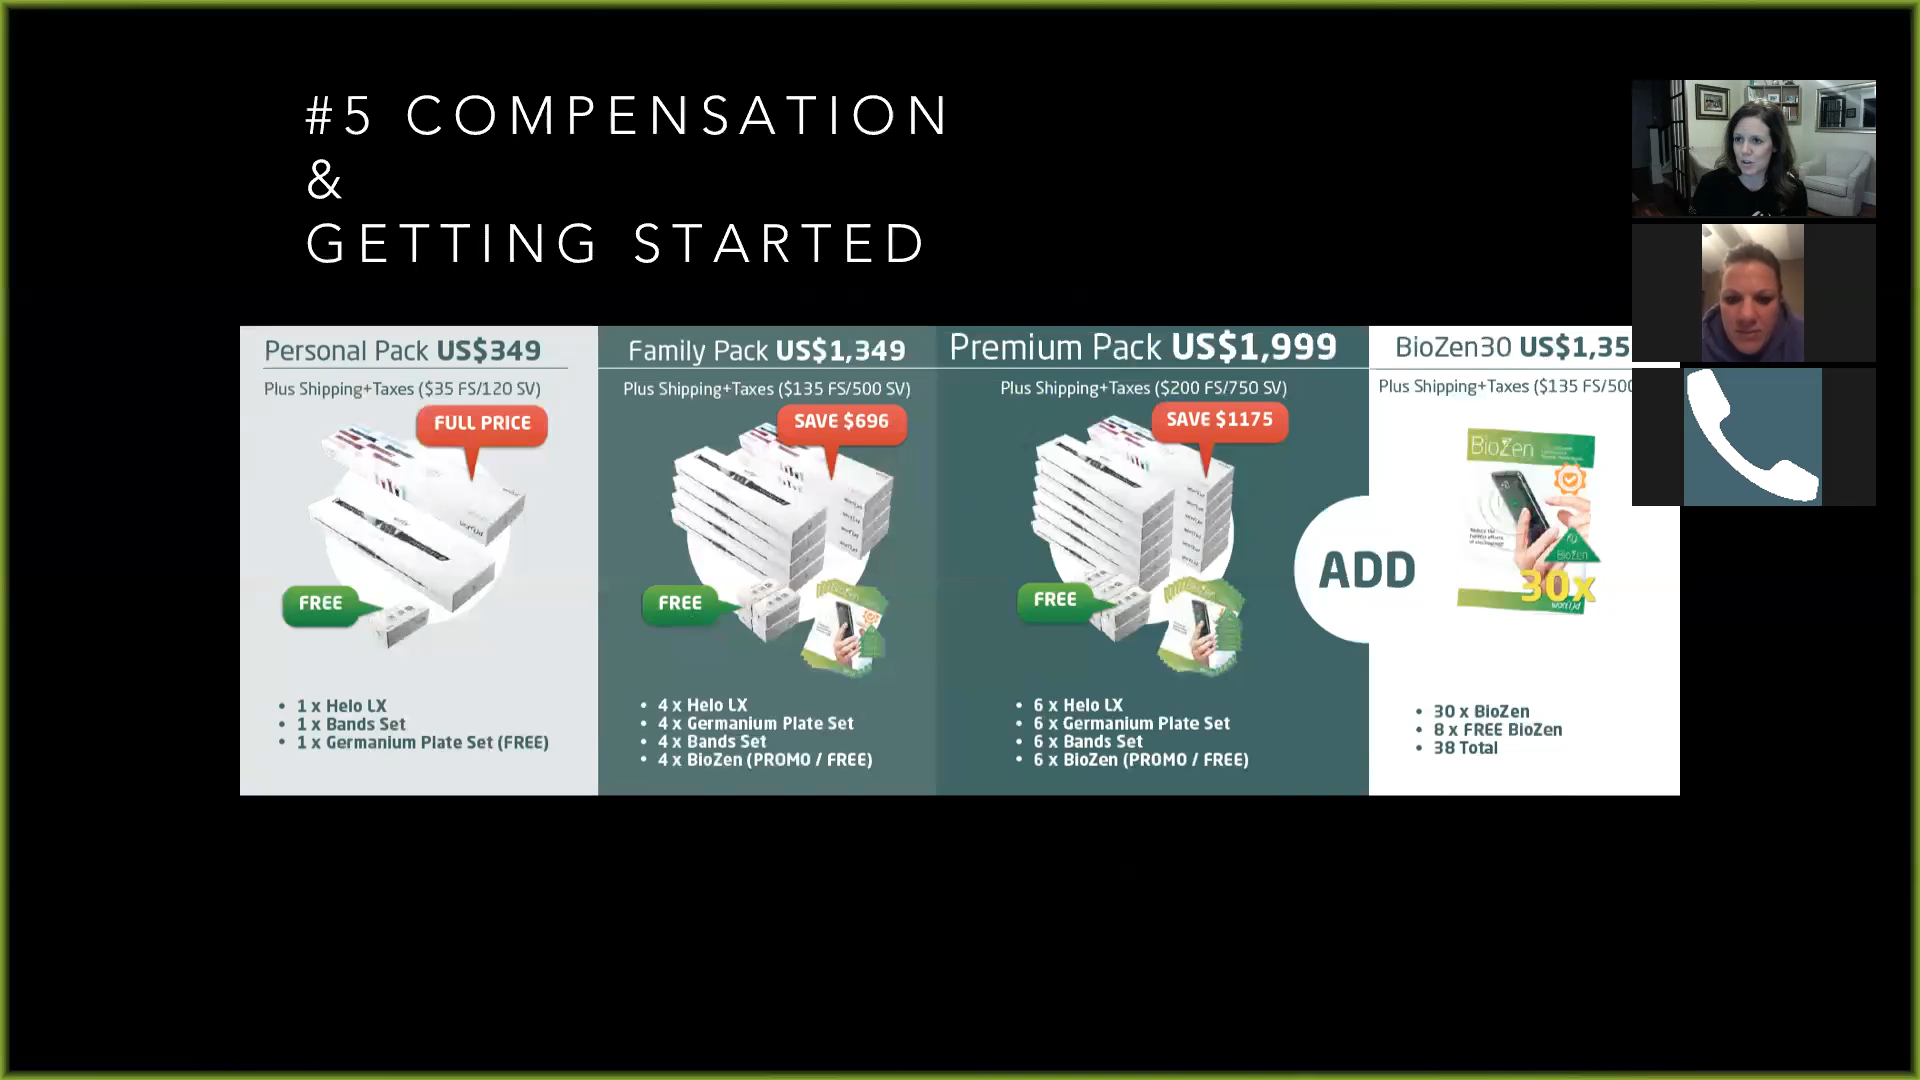 #5 COMPENSATION
&
GETTING STARTED
Personal Pack US$349
Plus Shipping+Taxes ($35 FS/120 SV)
FULL PRICE
FREE
• 1 x Helo LX
• 1 x Bands Set
• 1 x Germanium Plate Set (FREE)
Family Pack US$1,349
Plus Shipping+Taxes ($135 FS/500 SV)
SAVE $696
FREE
• 4 x Helo LX
• 4 x Germanium Plate Set
• 4 x Bands Set
• 4 x BioZen (PROMO / FREE)
Premium Pack US$1,999
Plus Shipping+Taxes ($200 FS/750 SV)
SAVE $1175
FREE
• 6 x Helo LX
• 6 x Germanium Plate Set
• 6 x Bands Set
• 6 x BioZen (PROMO / FREE)
ADD
BioZen30 US$1,35
Plus Shipping+Taxes ($135 FS/500
BioZen
BioZen
30x
• 30 x BioZen
• 8 x FREE BioZen
• 38 Total